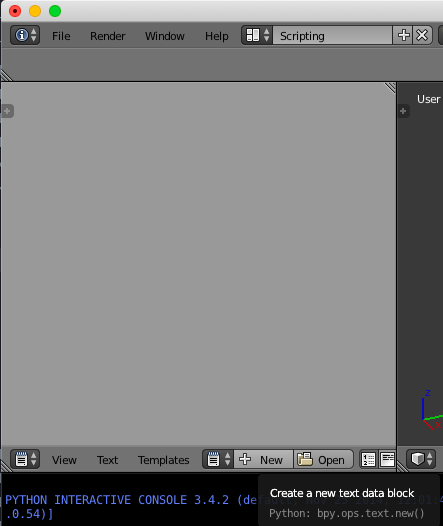 File Render Window Help Scripting
User
z
View Text Templates New Open
PYTHON INTERACTIVE CONSOLE 3.4.2 (def
.0.54)]
Create a new text data block
Python: bpy.ops.text.new()